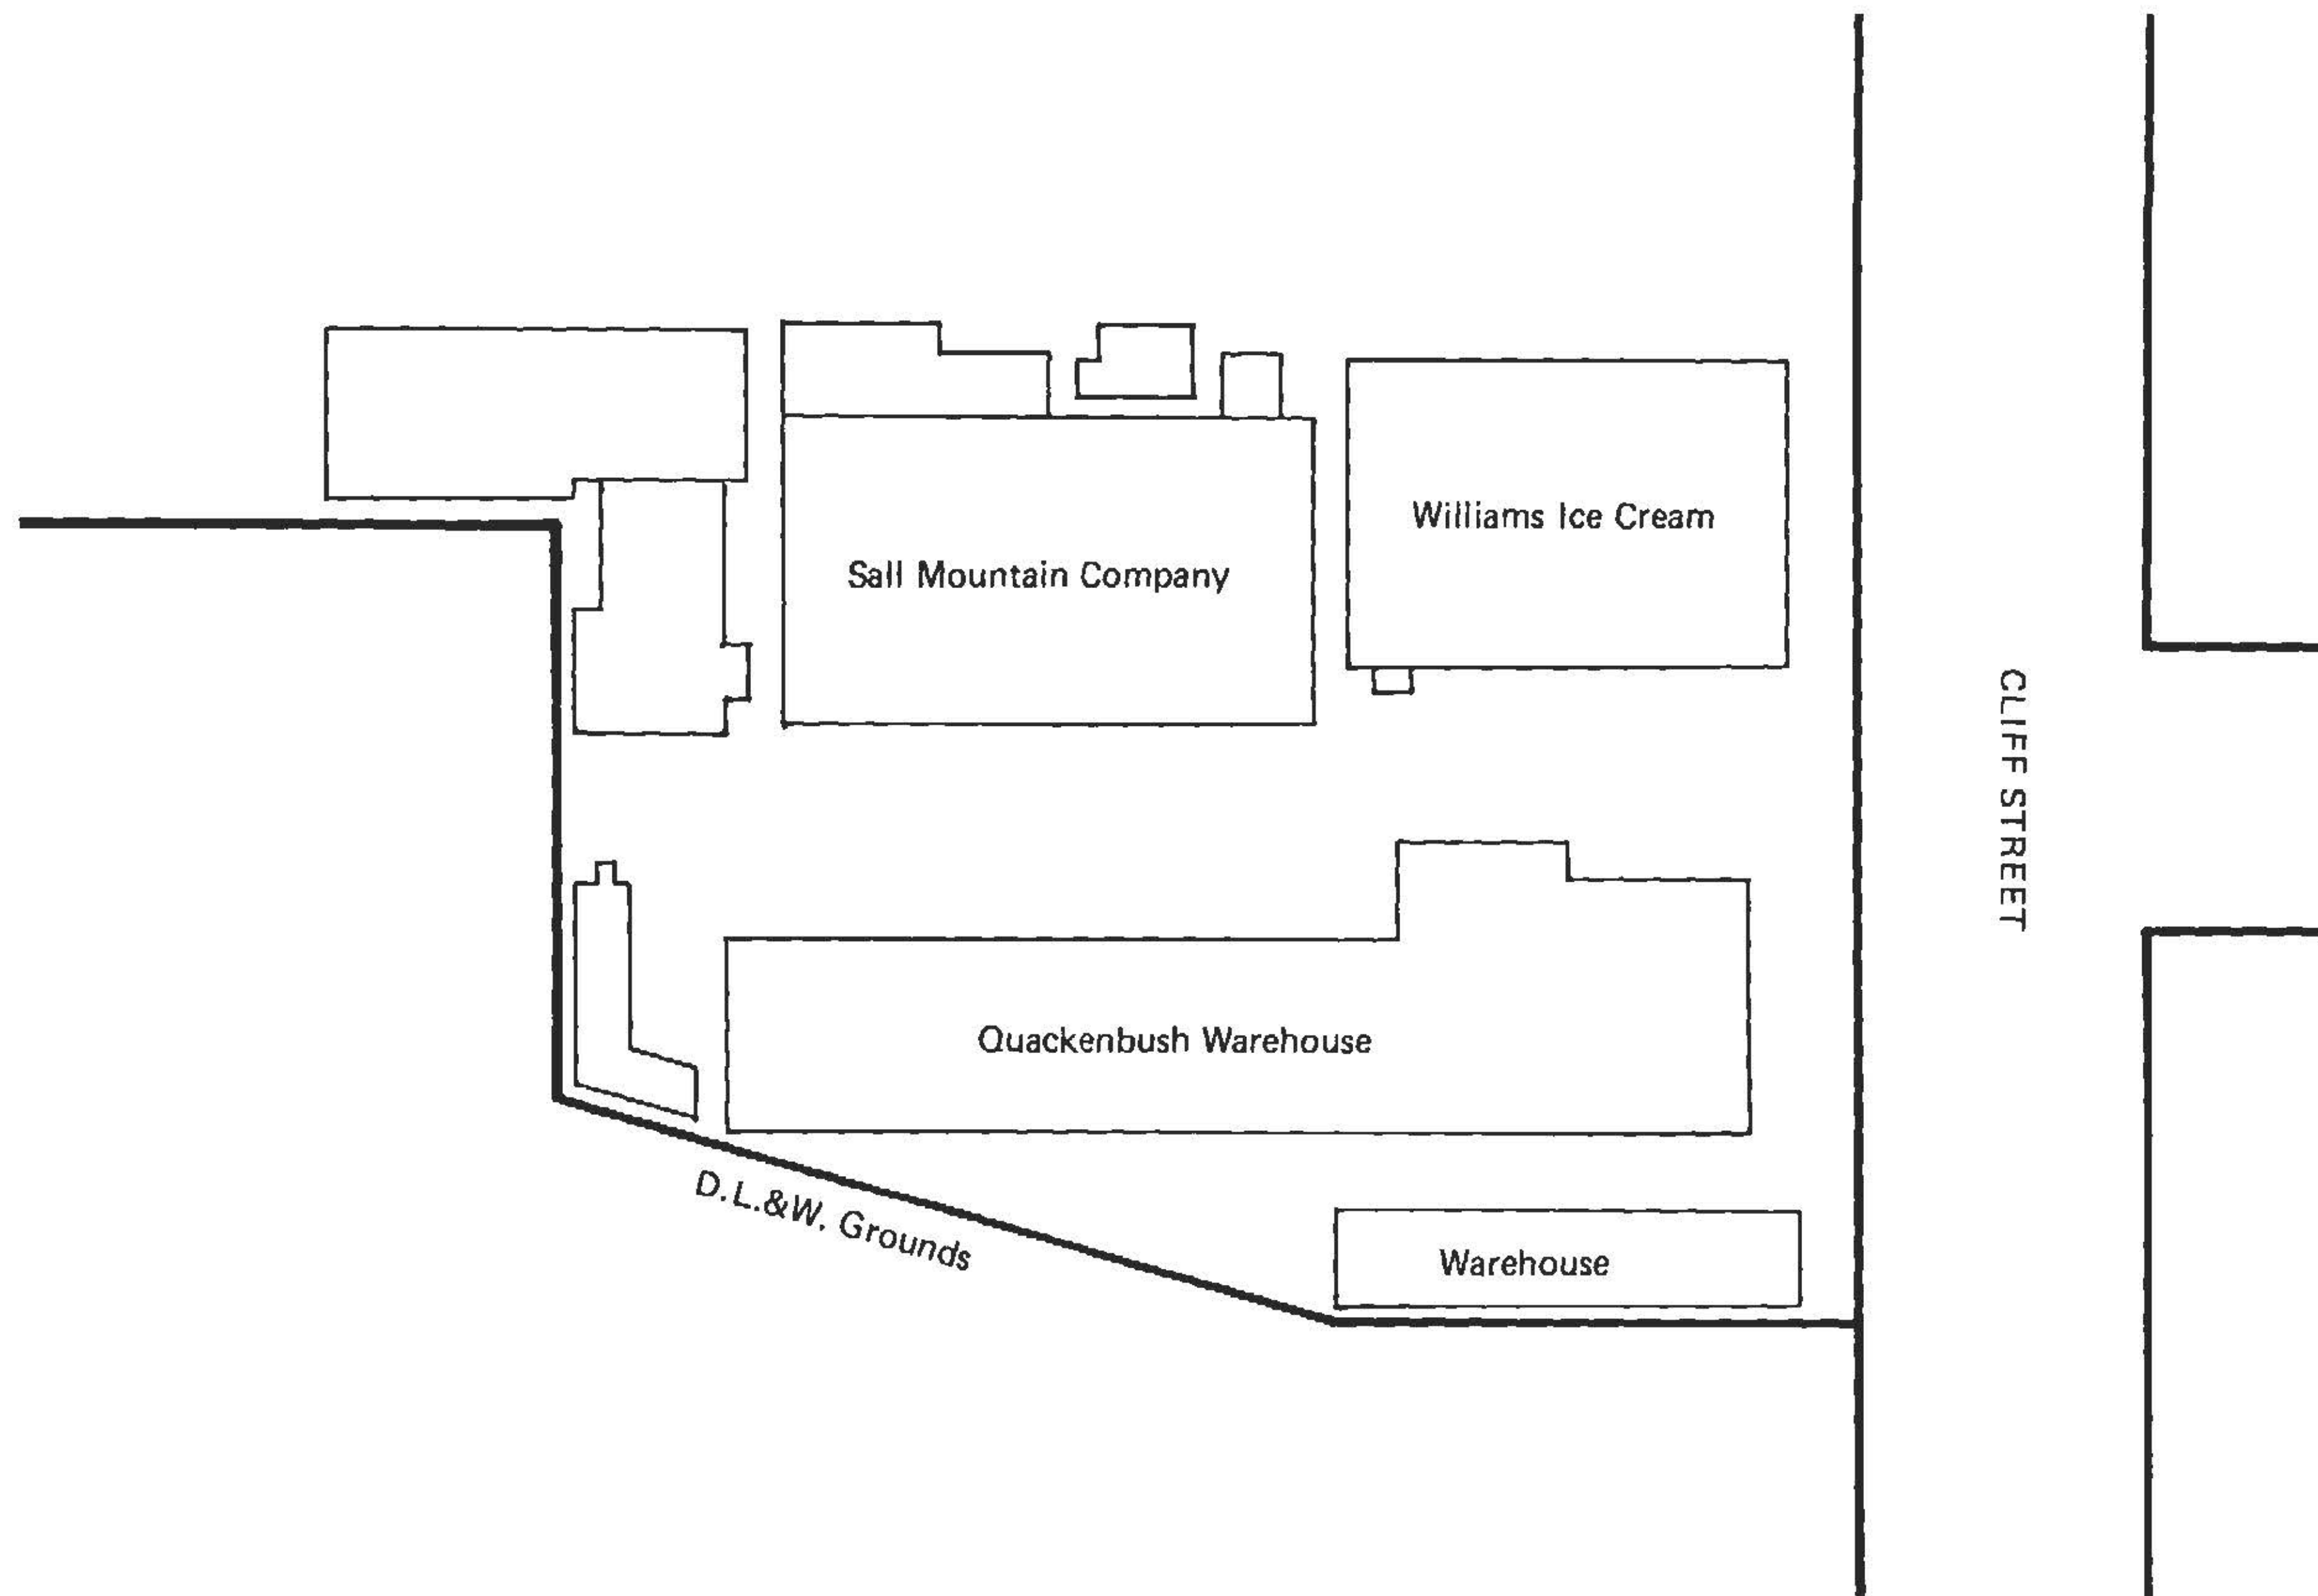 Williams Ice Cream
Sall Mountain Company
CLIFF STREET
Quackenbush Warehouse
D.L.&W. Grounds
Warehouse